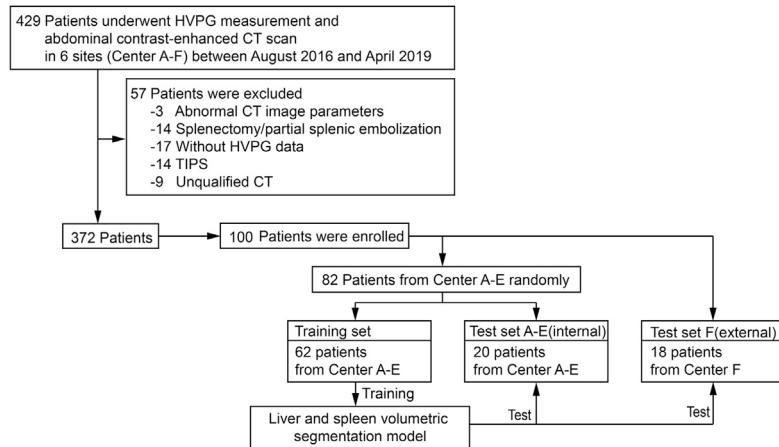 429 Patients underwent HVPG measurement and
abdominal contrast-enhanced CT scan
in 6 sites (Center A-F) between August 2016 and April 2019
57 Patients were excluded
-3 Abnormal CT image parameters
-14 Splenectomy/partial splenic embolization
-17 Without HVPG data
-14 TIPS
-9 Unqualified CT
372 Patients
100 Patients were enrolled
82 Patients from Center A-E randomly
Training set
62 patients
from Center A-E
Test set A-E(internal)
20 patients
from Center A-E
Test set F(external)
18 patients
from Center F
Training
Liver and spleen volumetric
segmentation model
Test
Test